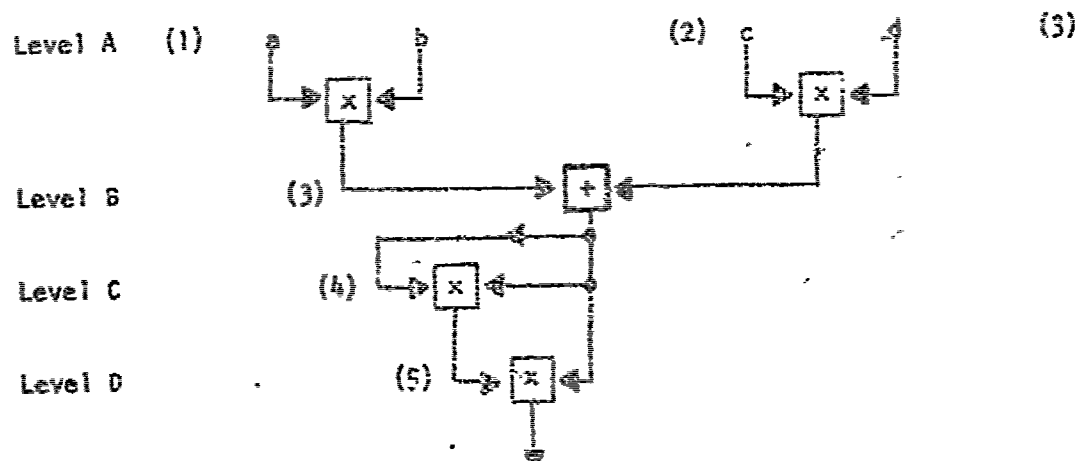 Level A (1) a b (2) c d (3)
x x
Level B (3) +
Level C (4) x
Level D (5) x